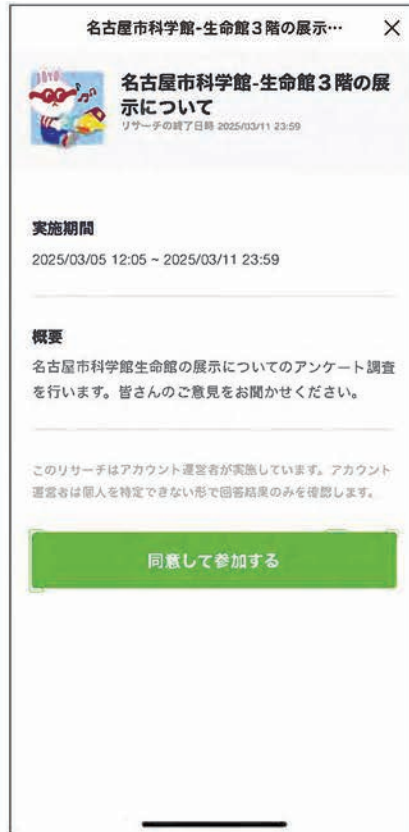 名古屋市科学館-生命館３階の展示…
名古屋市科学館-生命館３階の展
示について
リサーチの終了日時 2025/03/11 23:59
実施期間
2025/03/05 12:05 ~ 2025/03/11 23:59
概要
名古屋市科学館生命館の展示についてのアンケート調査
を行います。皆さんのご意見をお聞かせください。
このリサーチはアカウント運営者が実施しています。アカウント
運営者は個人を特定できない形で回答結果のみを確認します。
同意して参加する